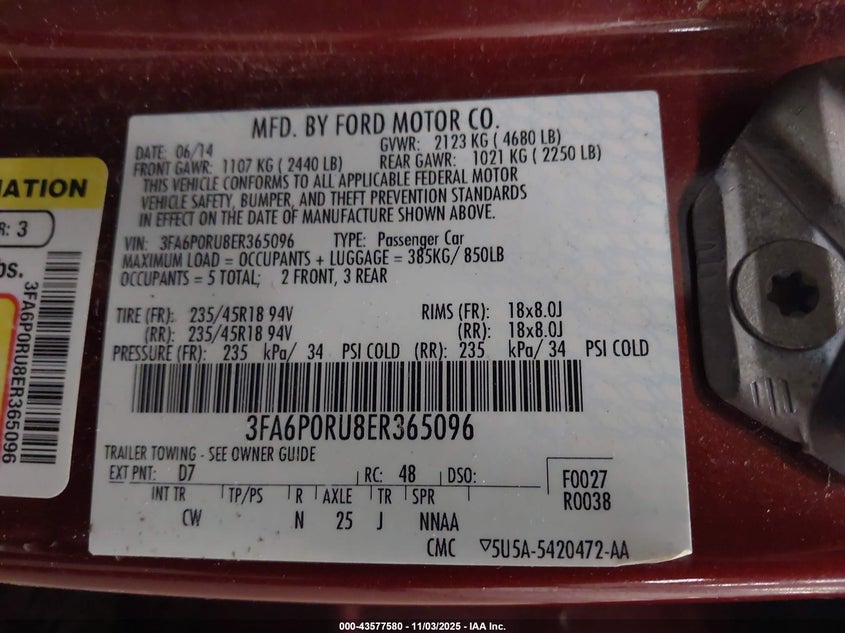 MFD. BY FORD MOTOR CO.
DATE: 06/14
GVWR: 2123 KG ( 4680 LB)
FRONT GAWR: 1107 KG ( 2440 LB)
REAR GAWR: 1021 KG ( 2250 LB)
THIS VEHICLE CONFORMS TO ALL APPLICABLE FEDERAL MOTOR
VEHICLE SAFETY, BUMPER, AND THEFT PREVENTION STANDARDS
IN EFFECT ON THE DATE OF MANUFACTURE SHOWN ABOVE.
VIN: 3FA6P0RU8ER365096 TYPE: Passenger Car
MAXIMUM LOAD = OCCUPANTS + LUGGAGE = 385KG/ 850LB
OCCUPANTS = 5 TOTAL; 2 FRONT, 3 REAR
TIRE (FR): 235/45R18 94V RIMS (FR): 18x8.0J
(RR): 235/45R18 94V (RR): 18x8.0J
PRESSURE (FR): 235 kPa/ 34 PSI COLD (RR): 235 kPa/ 34 PSI COLD
3FA6P0RU8ER365096
TRAILER TOWING - SEE OWNER GUIDE
EXT PNT: D7 RC: 48 DSO:
F0027
R0038
INT TR TP/PS R AXLE TR SPR
CW N 25 J NNAA
CMC ▽5U5A-5420472-AA
R: 3
3FA6P0RU8ER365096
000-43577580 - 11/03/2025 - IAA Inc.